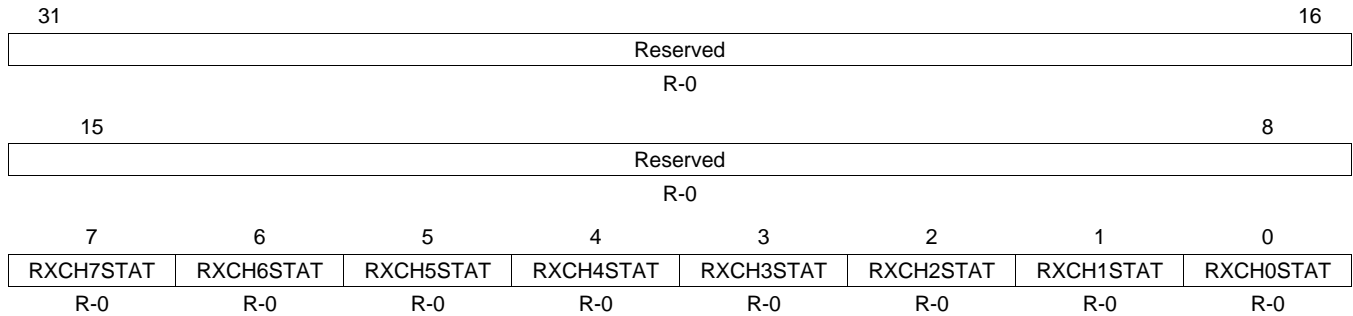 31 16
Reserved
R-0
15 8
Reserved
R-0
7 6 5 4 3 2 1 0
RXCH7STAT RXCH6STAT RXCH5STAT RXCH4STAT RXCH3STAT RXCH2STAT RXCH1STAT RXCH0STAT
R-0 R-0 R-0 R-0 R-0 R-0 R-0 R-0